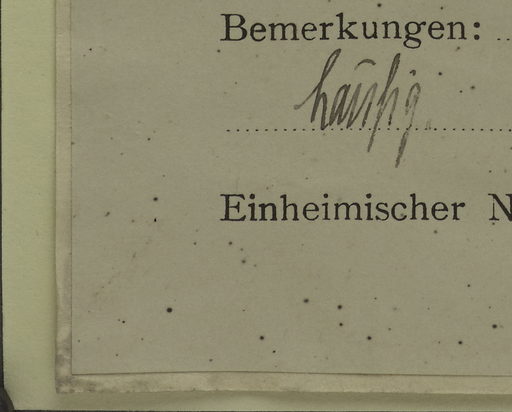 Bemerkungen:
häufig.
Einheimischer N